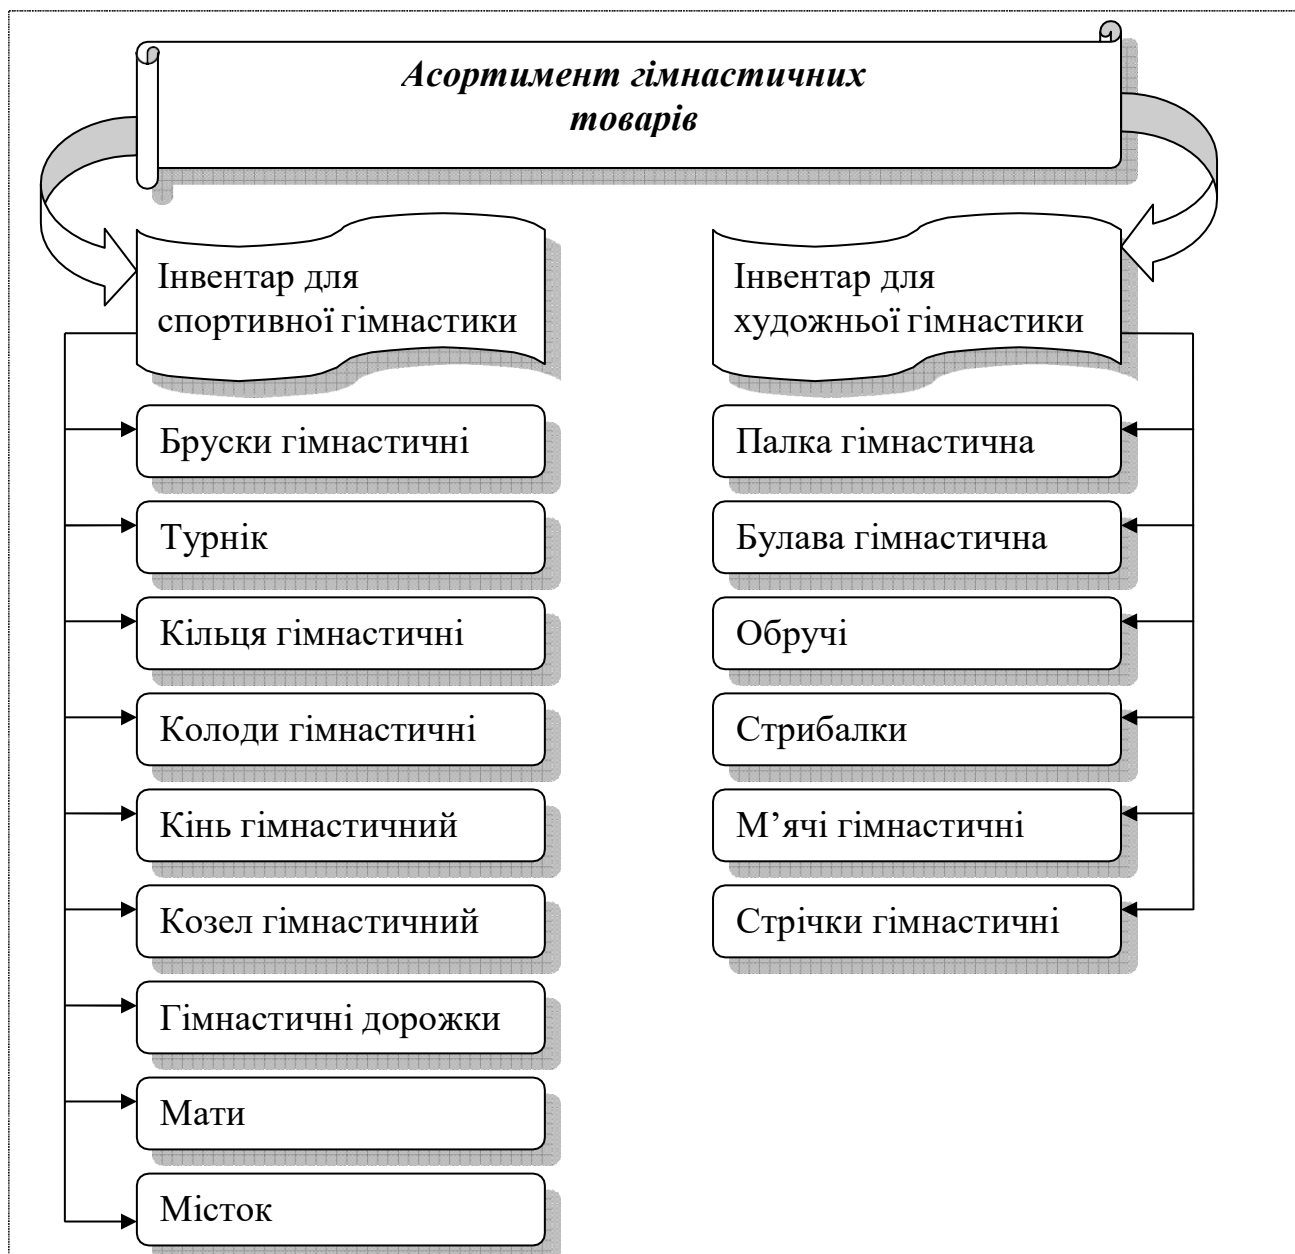 Асортимент гімнастичних
товарів
Інвентар для
спортивної гімнастики
Бруски гімнастичні
Турнік
Кільця гімнастичні
Колоди гімнастичні
Кінь гімнастичний
Козел гімнастичний
Гімнастичні дорожки
Мати
Місток
Інвентар для
художньої гімнастики
Палка гімнастична
Булава гімнастична
Обручі
Стрибалки
М’ячі гімнастичні
Стрічки гімнастичні